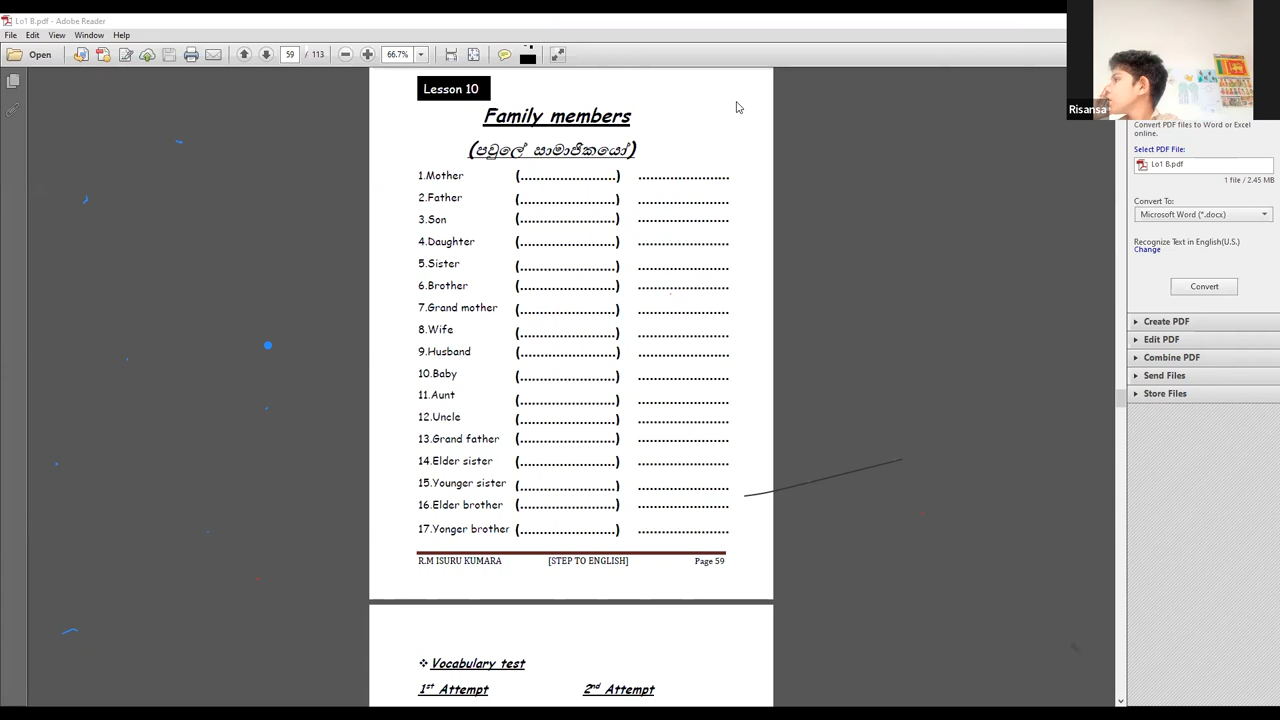 Lo1 B.pdf - Adobe Reader
File Edit View Window Help
Open 59 / 113 66.7%
Risansa
Convert PDF files to Word or Excel
online.
Select PDF File:
Lo1 B.pdf
1 file / 2.45 MB
Convert To:
Microsoft Word (*.docx)
Recognize Text in English(U.S.)
Change
Convert
Create PDF
Edit PDF
Combine PDF
Send Files
Store Files
Lesson 10
Family members
(පවුලේ සාමාජිකයෝ)
1.Mother (........................) ........................
2.Father (........................) ........................
3.Son (........................) ........................
4.Daughter (........................) ........................
5.Sister (........................) ........................
6.Brother (........................) ........................
7.Grand mother (........................) ........................
8.Wife (........................) ........................
9.Husband (........................) ........................
10.Baby (........................) ........................
11.Aunt (........................) ........................
12.Uncle (........................) ........................
13.Grand father (........................) ........................
14.Elder sister (........................) ........................
15.Younger sister (........................) ........................
16.Elder brother (........................) ........................
17.Yonger brother (........................) ........................
R.M ISURU KUMARA [STEP TO ENGLISH] Page 59
❖ Vocabulary test
1st Attempt 2nd Attempt